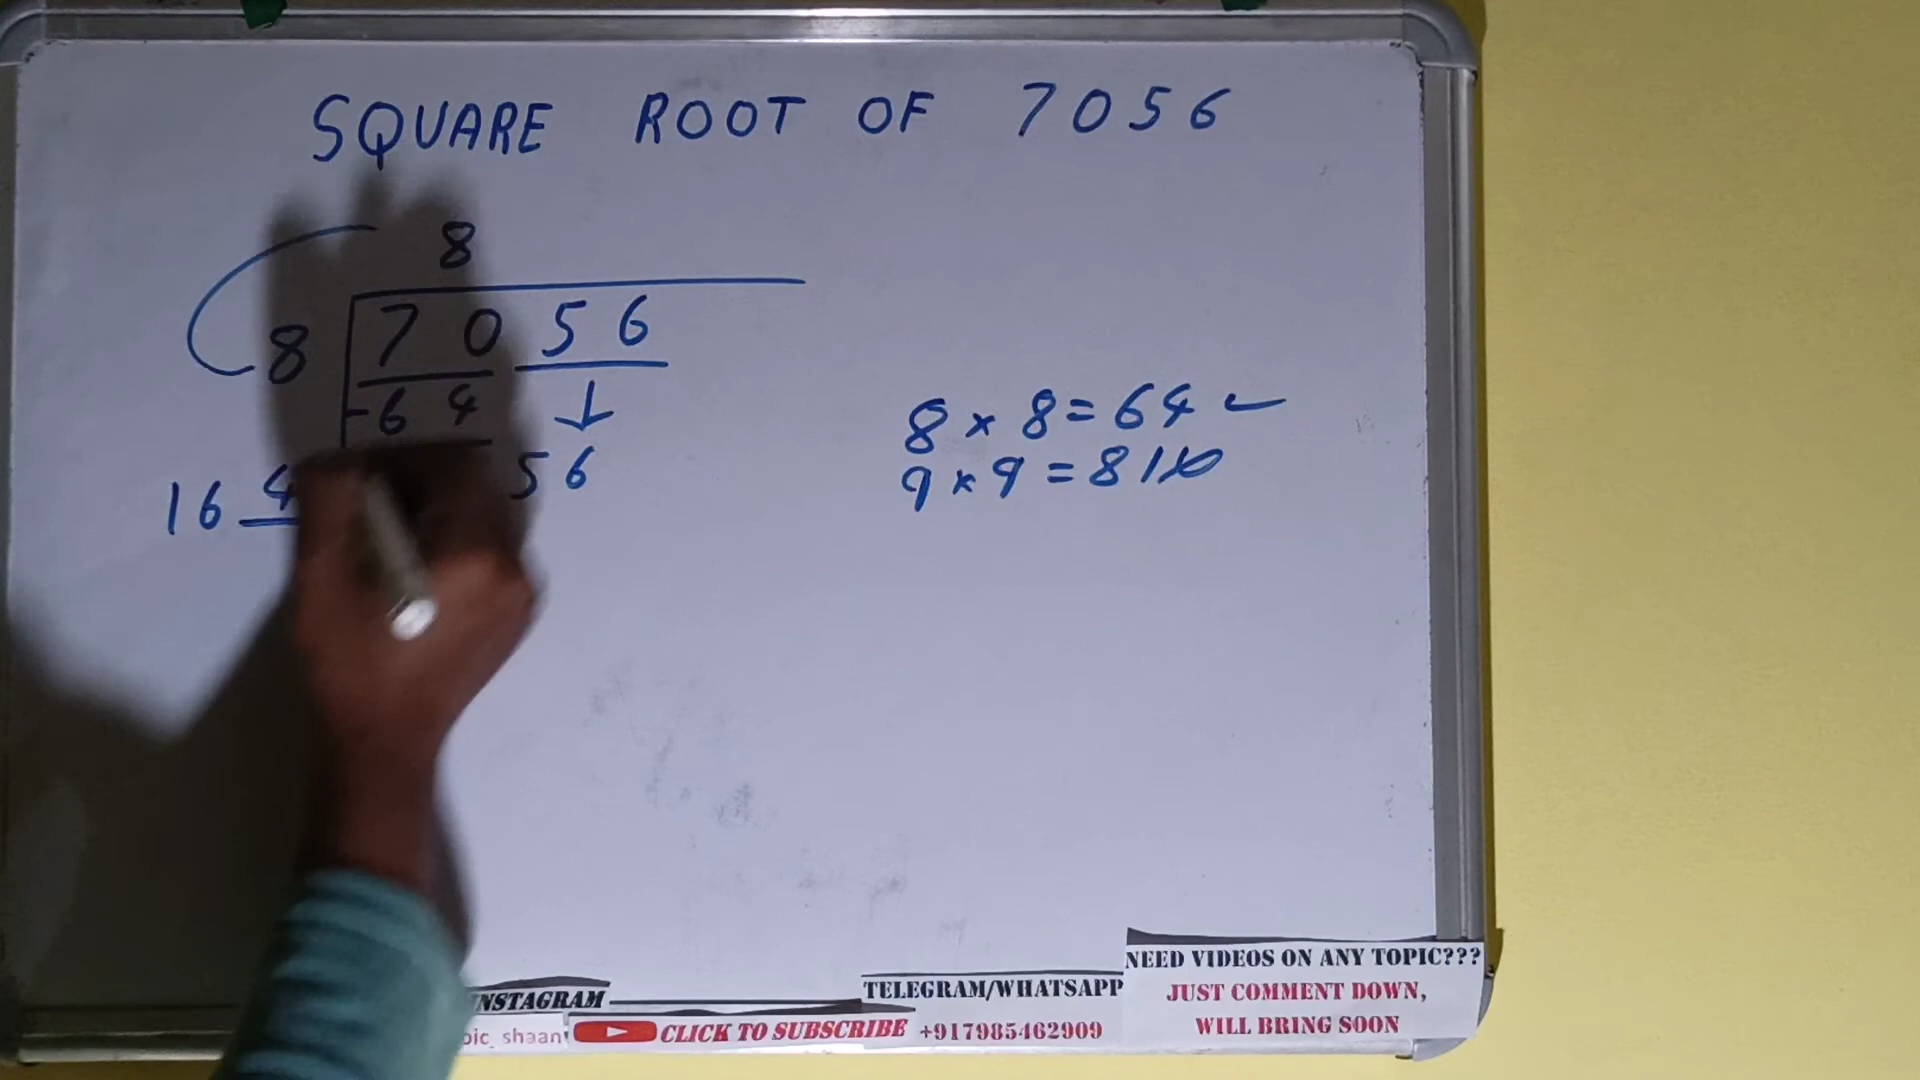 SQUARE ROOT OF 7056
8
8 7 0 5 6
-6 4
8 × 8 = 64
16 4 56
9 × 9 = 81
NEED VIDEOS ON ANY TOPIC???
JUST COMMENT DOWN,
WILL BRING SOON
TELEGRAM/WHATSAPP
+917985462909
INSTAGRAM
pic_shaan
CLICK TO SUBSCRIBE